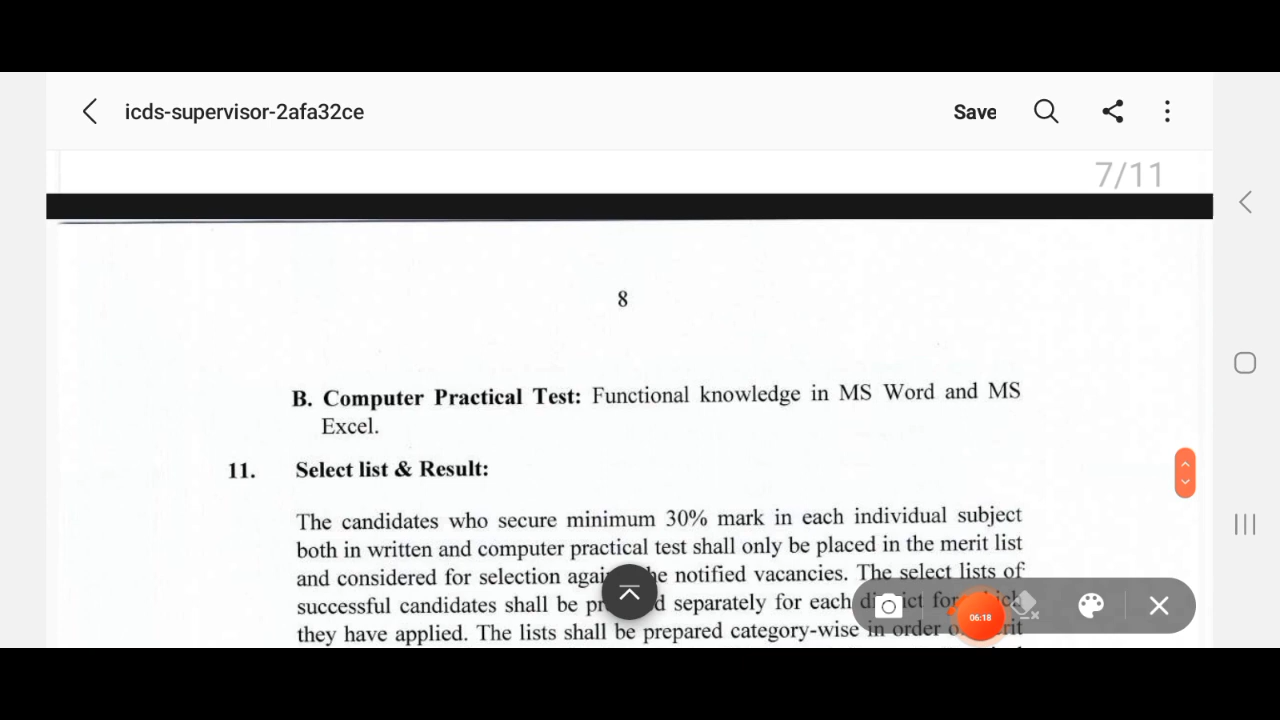 icds-supervisor-2afa32ce
Save
7/11
8
B. Computer Practical Test: Functional knowledge in MS Word and MS
Excel.
11. Select list & Result:
The candidates who secure minimum 30% mark in each individual subject
both in written and computer practical test shall only be placed in the merit list
and considered for selection he notified vacancies. The select lists of
successful candidates shall be separately for each for
they have applied. The lists shall be prepared category-wise in order
06:18